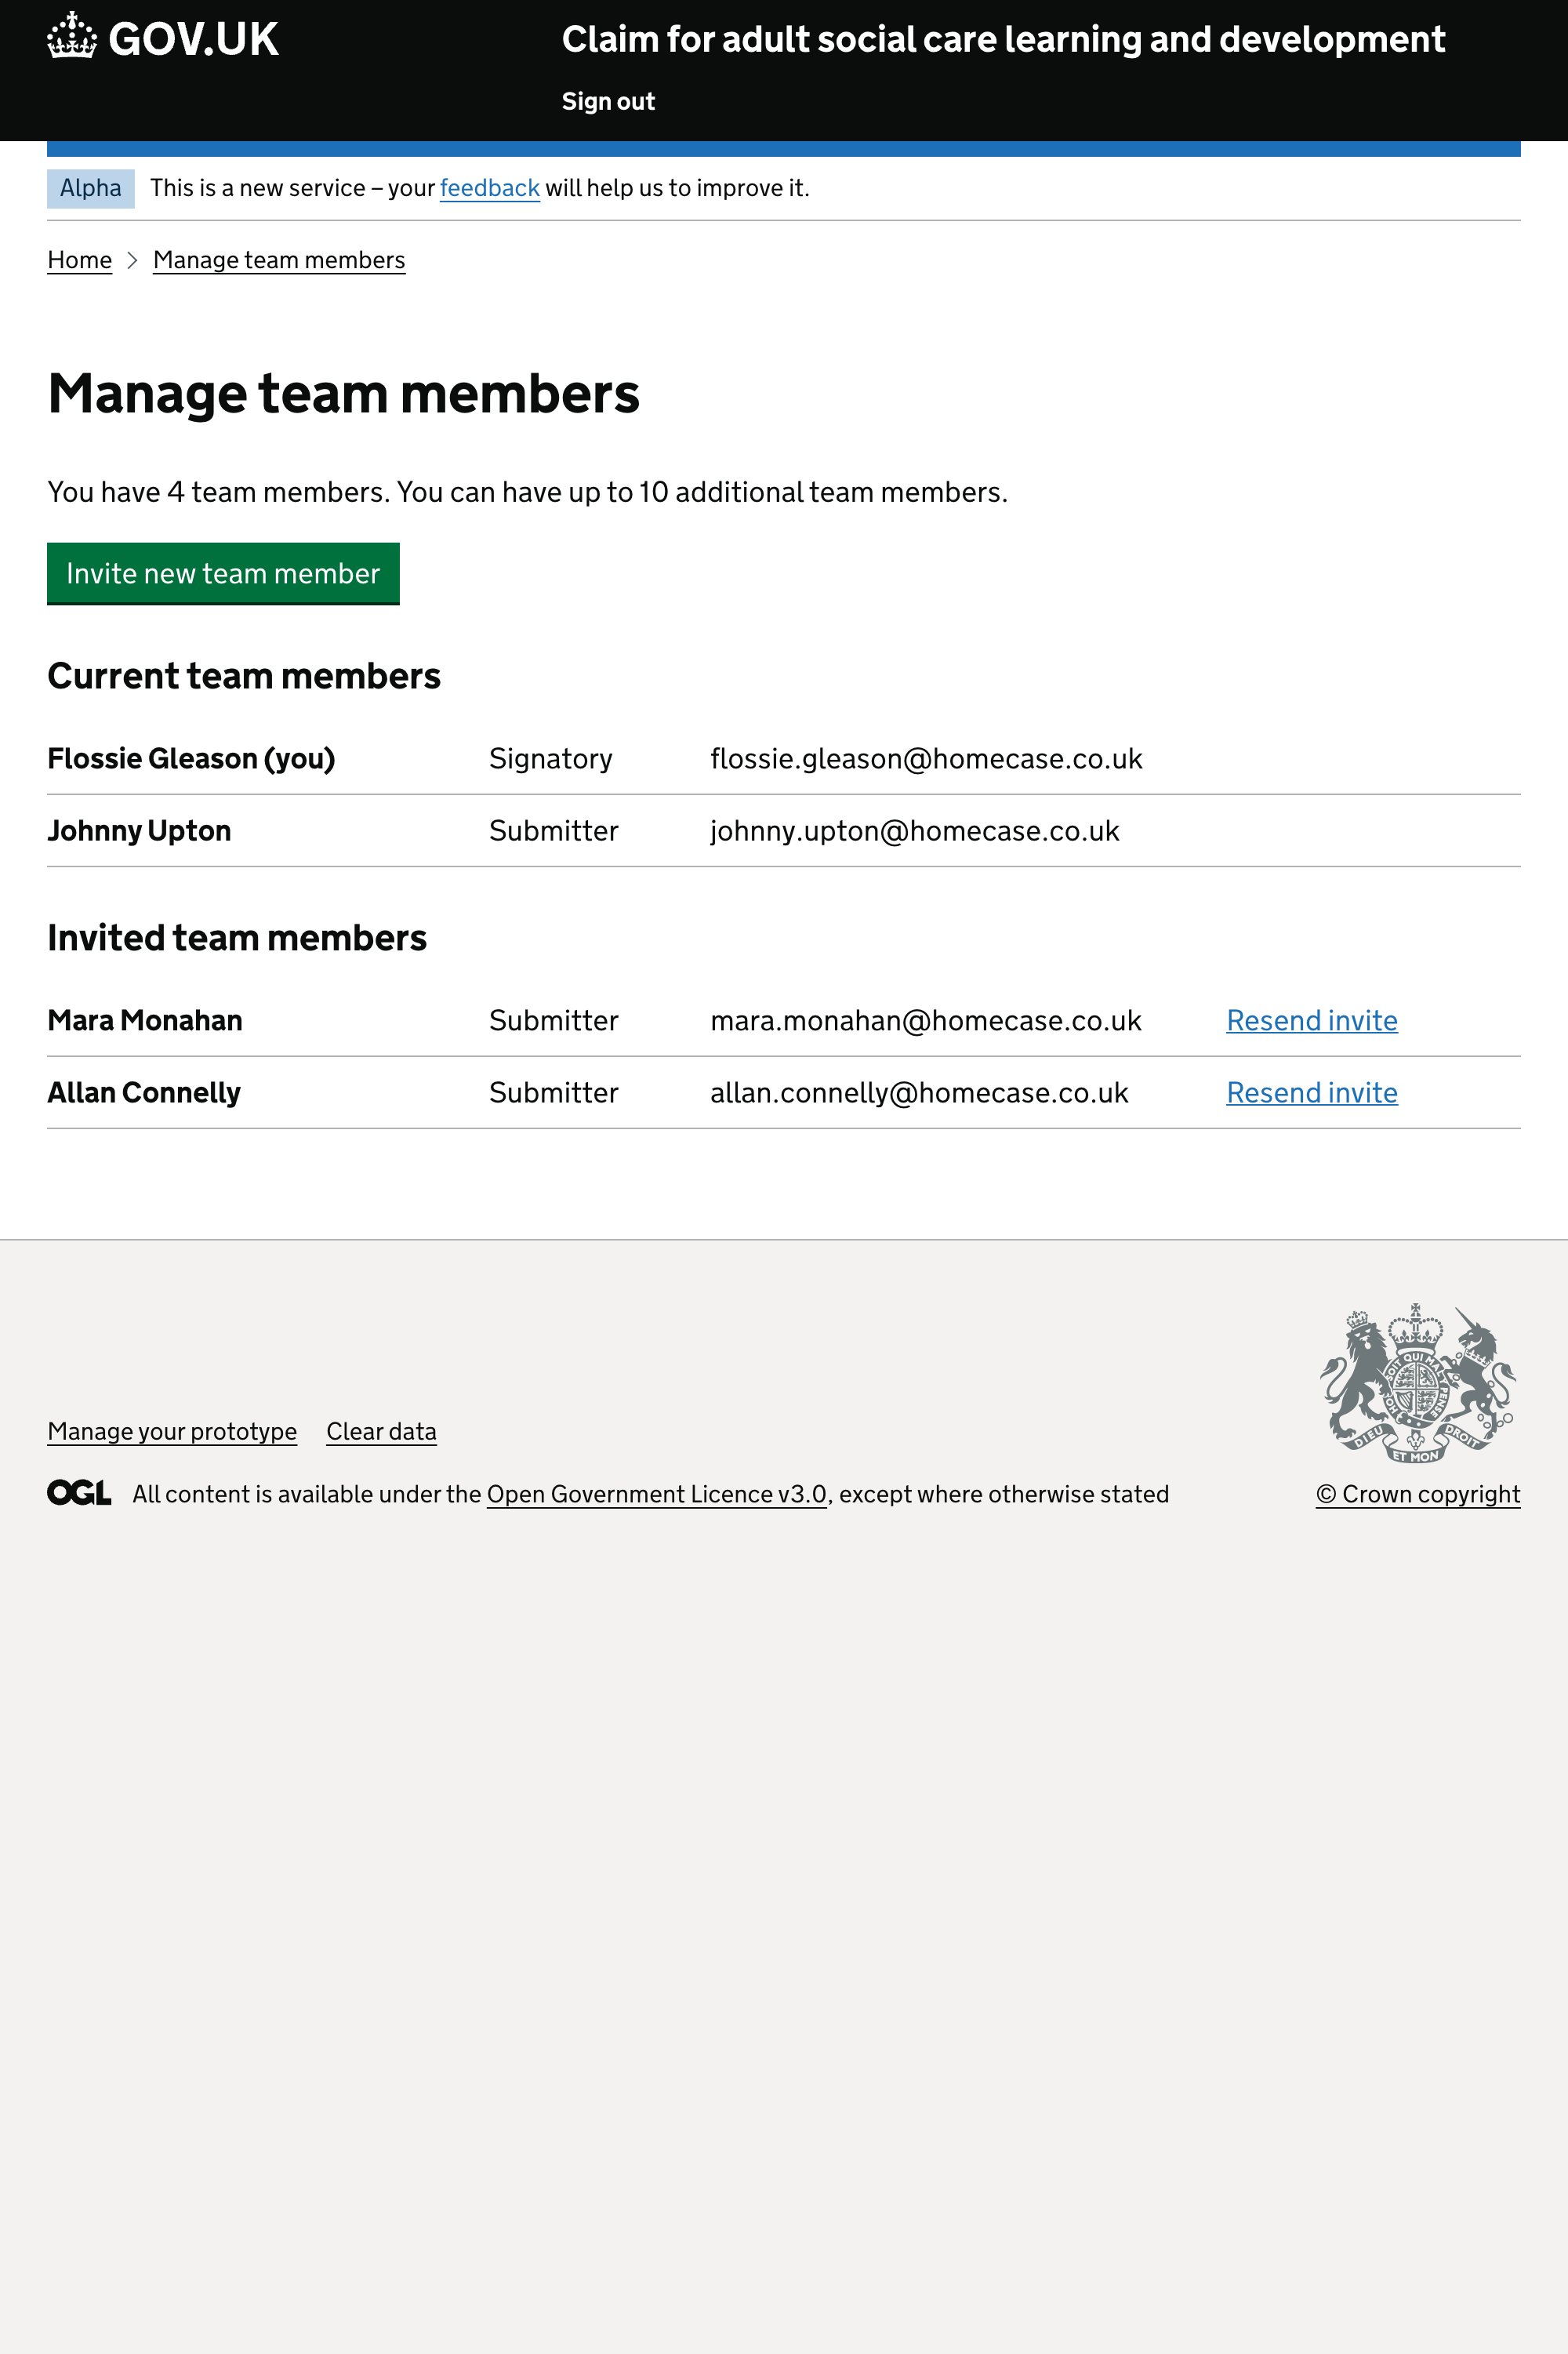 GOV.UK
Claim for adult social care learning and development
Sign out
Alpha This is a new service – your feedback will help us to improve it.
Home Manage team members
Manage team members
You have 4 team members. You can have up to 10 additional team members.
Invite new team member
Current team members
Flossie Gleason (you) Signatory flossie.gleason@homecase.co.uk
Johnny Upton Submitter johnny.upton@homecase.co.uk
Invited team members
Mara Monahan Submitter mara.monahan@homecase.co.uk Resend invite
Allan Connelly Submitter allan.connelly@homecase.co.uk Resend invite
SOIT QUI MAL PENSE HO
DIEU ET MON DROIT
Manage your prototype Clear data
OGL All content is available under the Open Government Licence v3.0, except where otherwise stated
© Crown copyright